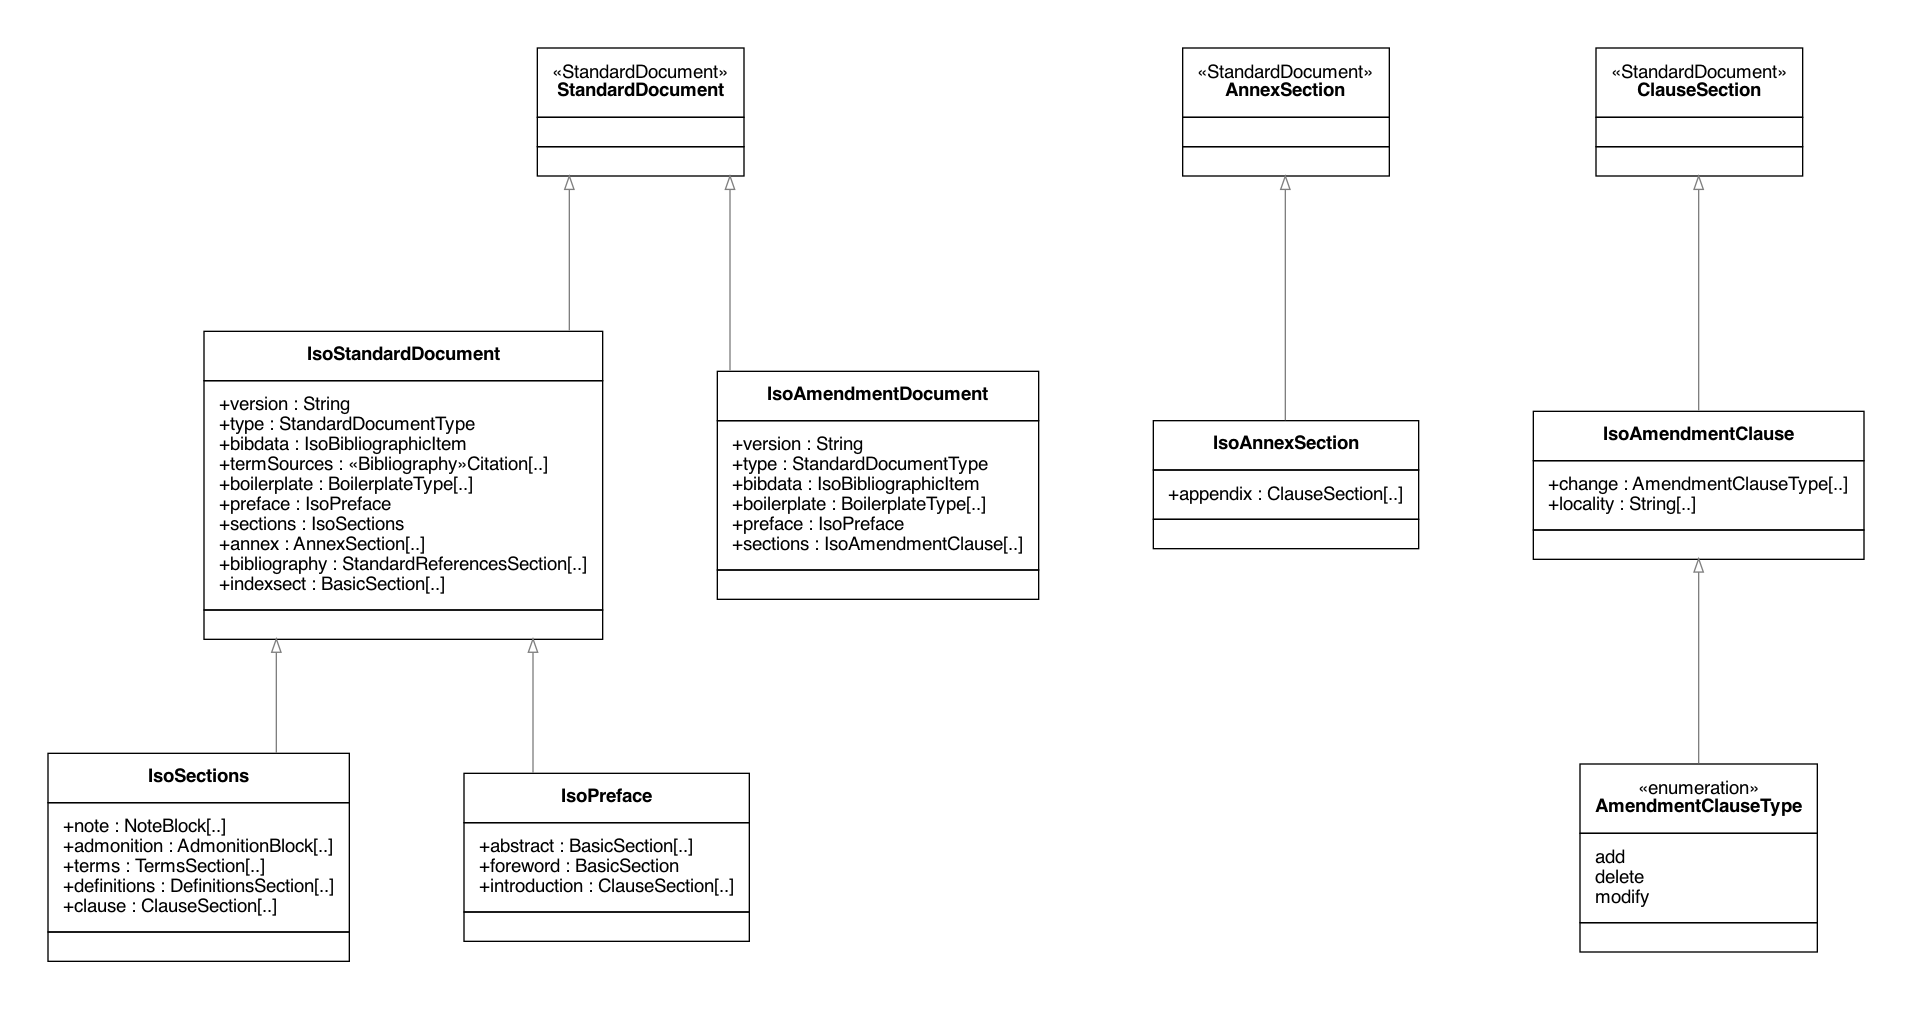 «StandardDocument»
StandardDocument
«StandardDocument»
AnnexSection
«StandardDocument»
ClauseSection
IsoStandardDocument
+version : String
+type : StandardDocumentType
+bibdata : IsoBibliographicItem
+termSources : «Bibliography»Citation[..]
+boilerplate : BoilerplateType[..]
+preface : IsoPreface
+sections : IsoSections
+annex : AnnexSection[..]
+bibliography : StandardReferencesSection[..]
+indexsect : BasicSection[..]
IsoAmendmentDocument
+version : String
+type : StandardDocumentType
+bibdata : IsoBibliographicItem
+boilerplate : BoilerplateType[..]
+preface : IsoPreface
+sections : IsoAmendmentClause[..]
IsoAnnexSection
+appendix : ClauseSection[..]
IsoAmendmentClause
+change : AmendmentClauseType[..]
+locality : String[..]
IsoSections
+note : NoteBlock[..]
+admonition : AdmonitionBlock[..]
+terms : TermsSection[..]
+definitions : DefinitionsSection[..]
+clause : ClauseSection[..]
IsoPreface
+abstract : BasicSection[..]
+foreword : BasicSection
+introduction : ClauseSection[..]
«enumeration»
AmendmentClauseType
add
delete
modify